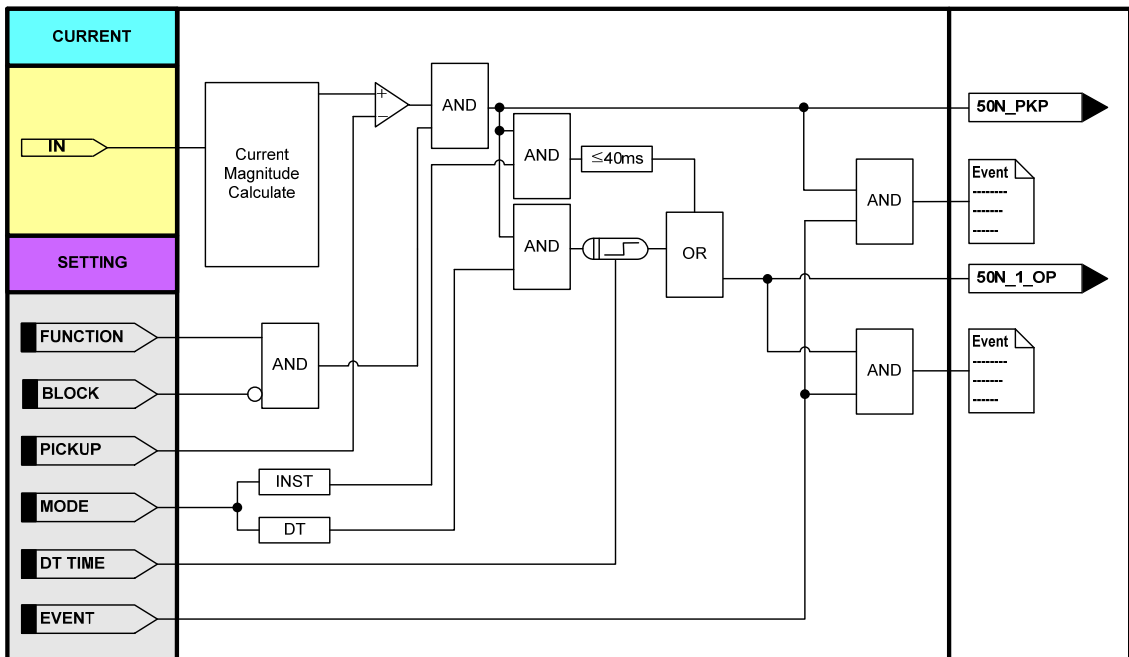 CURRENT
IN
Current
Magnitude
Calculate
+
−
AND
AND
≤40ms
AND
OR
50N_PKP
AND
Event
--------
-------
------
SETTING
50N_1_OP
FUNCTION
AND
BLOCK
AND
Event
--------
-------
------
PICKUP
MODE
INST
DT
DT TIME
EVENT